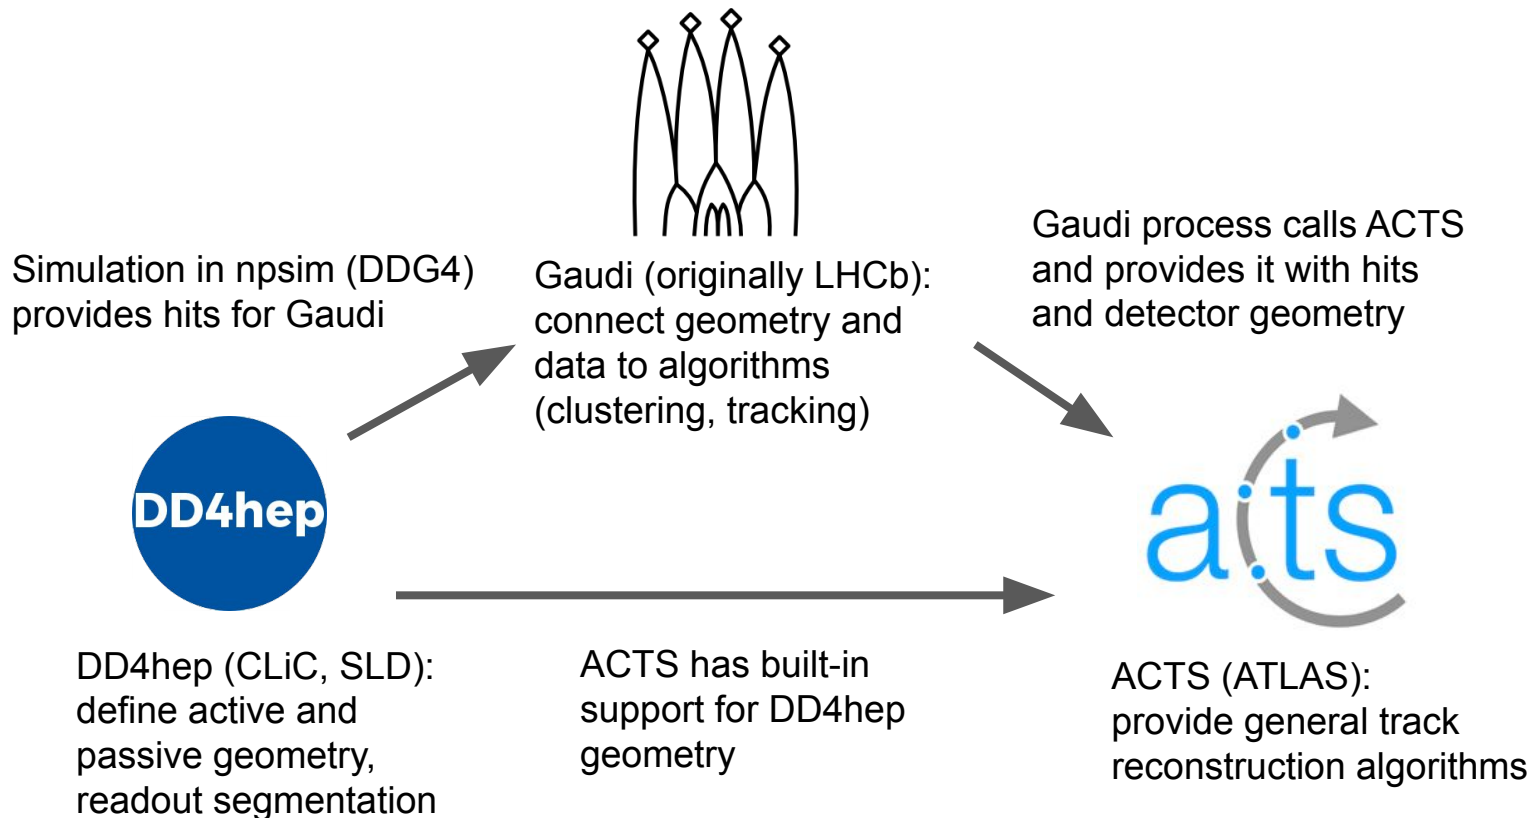 Simulation in npsim (DDG4)
provides hits for Gaudi
Gaudi (originally LHCb):
connect geometry and
data to algorithms
(clustering, tracking)
Gaudi process calls ACTS
and provides it with hits
and detector geometry
DD4hep
acts
DD4hep (CLiC, SLD):
define active and
passive geometry,
readout segmentation
ACTS has built-in
support for DD4hep
geometry
ACTS (ATLAS):
provide general track
reconstruction algorithms